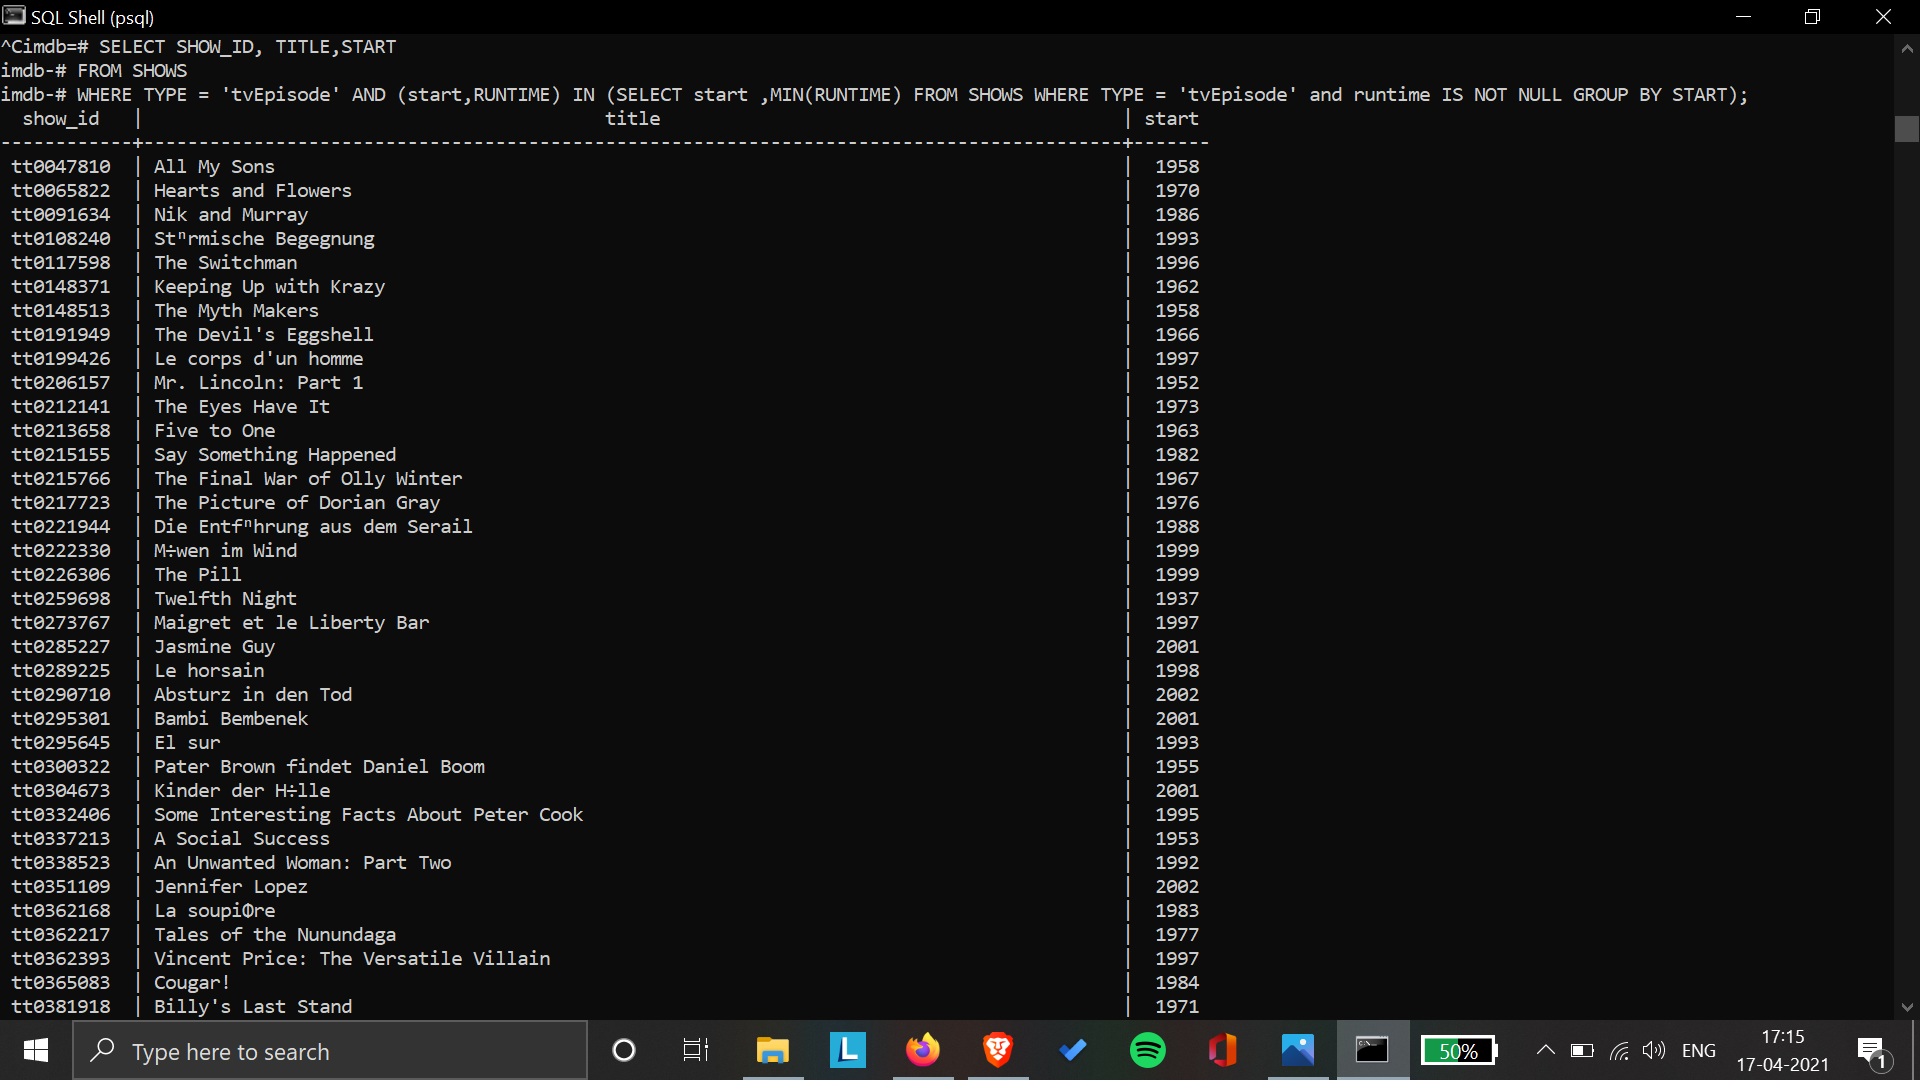 SQL Shell (psql)
^Cimdb=# SELECT SHOW_ID, TITLE,START
imdb-# FROM SHOWS
imdb-# WHERE TYPE = 'tvEpisode' AND (start,RUNTIME) IN (SELECT start ,MIN(RUNTIME) FROM SHOWS WHERE TYPE = 'tvEpisode' and runtime IS NOT NULL GROUP BY START);
show_id | title | start
------------+-----------------------------------------------------------------------------------------+-------
tt0047810 | All My Sons | 1958
tt0065822 | Hearts and Flowers | 1970
tt0091634 | Nik and Murray | 1986
tt0108240 | Stⁿrmische Begegnung | 1993
tt0117598 | The Switchman | 1996
tt0148371 | Keeping Up with Krazy | 1962
tt0148513 | The Myth Makers | 1958
tt0191949 | The Devil's Eggshell | 1966
tt0199426 | Le corps d'un homme | 1997
tt0206157 | Mr. Lincoln: Part 1 | 1952
tt0212141 | The Eyes Have It | 1973
tt0213658 | Five to One | 1963
tt0215155 | Say Something Happened | 1982
tt0215766 | The Final War of Olly Winter | 1967
tt0217723 | The Picture of Dorian Gray | 1976
tt0221944 | Die Entfⁿhrung aus dem Serail | 1988
tt0222330 | M÷wen im Wind | 1999
tt0226306 | The Pill | 1999
tt0259698 | Twelfth Night | 1937
tt0273767 | Maigret et le Liberty Bar | 1997
tt0285227 | Jasmine Guy | 2001
tt0289225 | Le horsain | 1998
tt0290710 | Absturz in den Tod | 2002
tt0295301 | Bambi Bembenek | 2001
tt0295645 | El sur | 1993
tt0300322 | Pater Brown findet Daniel Boom | 1955
tt0304673 | Kinder der H÷lle | 2001
tt0332406 | Some Interesting Facts About Peter Cook | 1995
tt0337213 | A Social Success | 1953
tt0338523 | An Unwanted Woman: Part Two | 1992
tt0351109 | Jennifer Lopez | 2002
tt0362168 | La soupiΦre | 1983
tt0362217 | Tales of the Nunundaga | 1977
tt0362393 | Vincent Price: The Versatile Villain | 1997
tt0365083 | Cougar! | 1984
tt0381918 | Billy's Last Stand | 1971
Type here to search
L
50%
ENG
17:15
17-04-2021
1